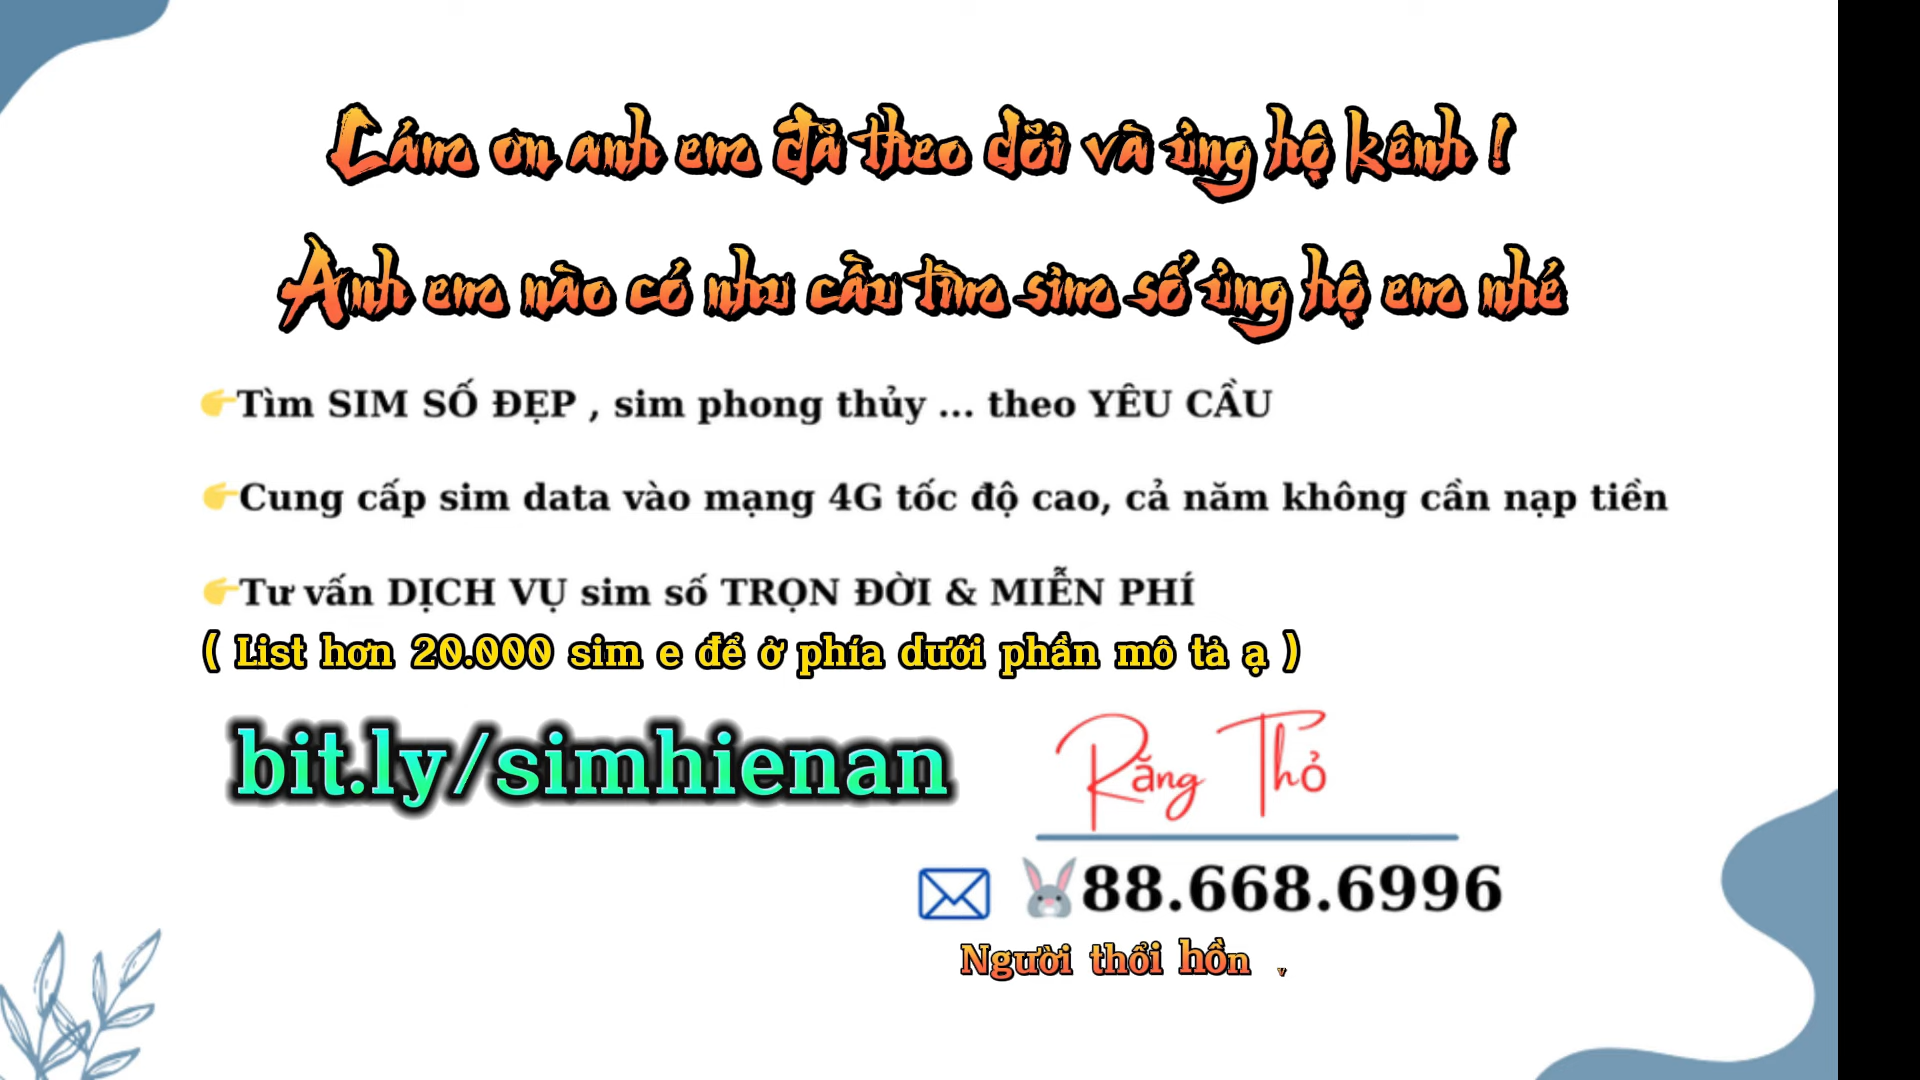 Cám ơn anh em đã theo dõi và ủng hộ kênh !
Anh em nào có nhu cầu tìm sim số ủng hộ em nhé
👉Tìm SIM SỐ ĐẸP , sim phong thủy ... theo YÊU CẦU
👉Cung cấp sim data vào mạng 4G tốc độ cao, cả năm không cần nạp tiền
👉Tư vấn DỊCH VỤ sim số TRỌN ĐỜI & MIỄN PHÍ
( List hơn 20.000 sim e để ở phía dưới phần mô tả ạ )
bit.ly/simhienan
Răng Thỏ
88.668.6996
Người thổi hồn v